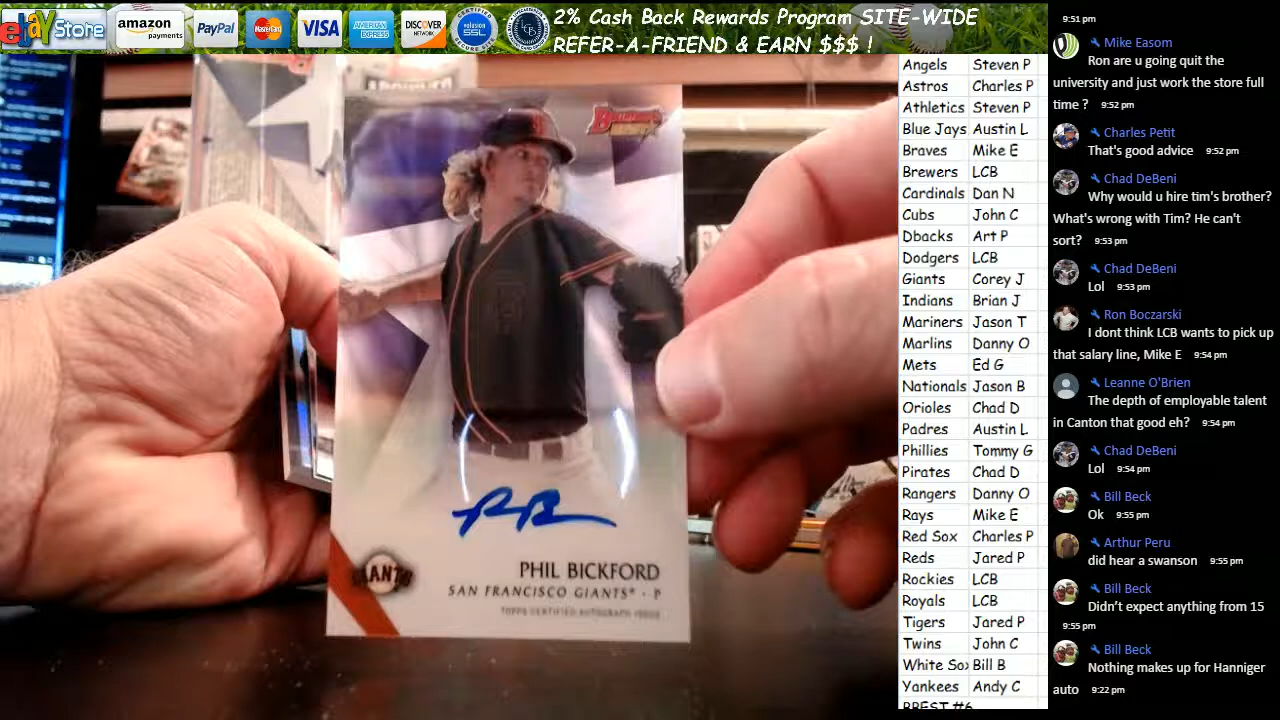 ebay Store
amazon
payments
PayPal
MasterCard
VISA
AMERICAN
EXPRESS
DISCOVER
NETWORK
CERTIFIED
volusion
SSL
SECURE SITE
LCB
2% Cash Back Rewards Program SITE-WIDE
REFER-A-FRIEND & EARN $$$ !
Angels Steven P
Astros Charles P
Athletics Steven P
Blue Jays Austin L
Braves Mike E
Brewers LCB
Cardinals Dan N
Cubs John C
Dbacks Art P
Dodgers LCB
Giants Corey J
Indians Brian J
Mariners Jason T
Marlins Danny O
Mets Ed G
Nationals Jason B
Orioles Chad D
Padres Austin L
Phillies Tommy G
Pirates Chad D
Rangers Danny O
Rays Mike E
Red Sox Charles P
Reds Jared P
Rockies LCB
Royals LCB
Tigers Jared P
Twins John C
White Sox Bill B
Yankees Andy C
BBEST #6
GIANTS
PHIL BICKFORD
SAN FRANCISCO GIANTS® · P
TOPPS CERTIFIED AUTOGRAPH ISSUE
9:51 pm
Mike Easom
Ron are u going quit the
university and just work the store full
time ? 9:52 pm
Charles Petit
That's good advice 9:52 pm
Chad DeBeni
Why would u hire tim's brother?
What's wrong with Tim? He can't
sort? 9:53 pm
Chad DeBeni
Lol 9:53 pm
Ron Boczarski
I dont think LCB wants to pick up
that salary line, Mike E 9:54 pm
Leanne O'Brien
The depth of employable talent
in Canton that good eh? 9:54 pm
Chad DeBeni
Lol 9:54 pm
Bill Beck
Ok 9:55 pm
Arthur Peru
did hear a swanson 9:55 pm
Bill Beck
Didn't expect anything from 15
9:55 pm
Bill Beck
Nothing makes up for Hanniger
auto 9:22 pm